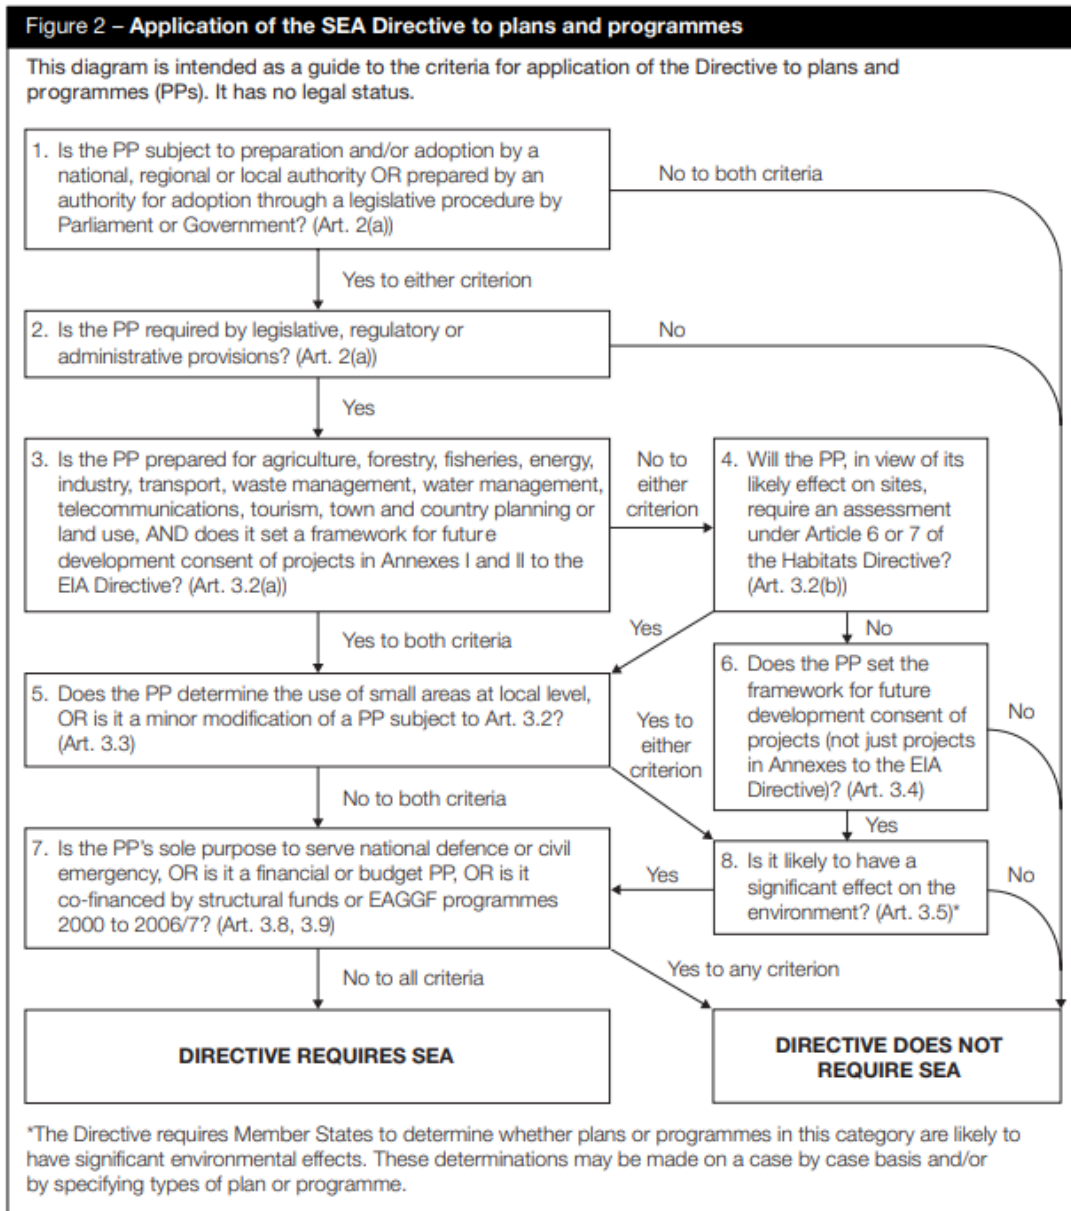 Figure 2 – Application of the SEA Directive to plans and programmes
This diagram is intended as a guide to the criteria for application of the Directive to plans and
programmes (PPs). It has no legal status.
1. Is the PP subject to preparation and/or adoption by a
national, regional or local authority OR prepared by an
authority for adoption through a legislative procedure by
Parliament or Government? (Art. 2(a))
No to both criteria
Yes to either criterion
2. Is the PP required by legislative, regulatory or
administrative provisions? (Art. 2(a))
No
Yes
3. Is the PP prepared for agriculture, forestry, fisheries, energy,
industry, transport, waste management, water management,
telecommunications, tourism, town and country planning or
land use, AND does it set a framework for future
development consent of projects in Annexes I and II to the
EIA Directive? (Art. 3.2(a))
No to
either
criterion
4. Will the PP, in view of its
likely effect on sites,
require an assessment
under Article 6 or 7 of
the Habitats Directive?
(Art. 3.2(b))
Yes to both criteria
Yes
No
5. Does the PP determine the use of small areas at local level,
OR is it a minor modification of a PP subject to Art. 3.2?
(Art. 3.3)
Yes to
either
criterion
6. Does the PP set the
framework for future
development consent of
projects (not just projects
in Annexes to the EIA
Directive)? (Art. 3.4)
No
No to both criteria
Yes
7. Is the PP's sole purpose to serve national defence or civil
emergency, OR is it a financial or budget PP, OR is it
co-financed by structural funds or EAGGF programmes
2000 to 2006/7? (Art. 3.8, 3.9)
Yes
8. Is it likely to have a
significant effect on the
environment? (Art. 3.5)*
No
No to all criteria
Yes to any criterion
DIRECTIVE REQUIRES SEA
DIRECTIVE DOES NOT
REQUIRE SEA
*The Directive requires Member States to determine whether plans or programmes in this category are likely to
have significant environmental effects. These determinations may be made on a case by case basis and/or
by specifying types of plan or programme.